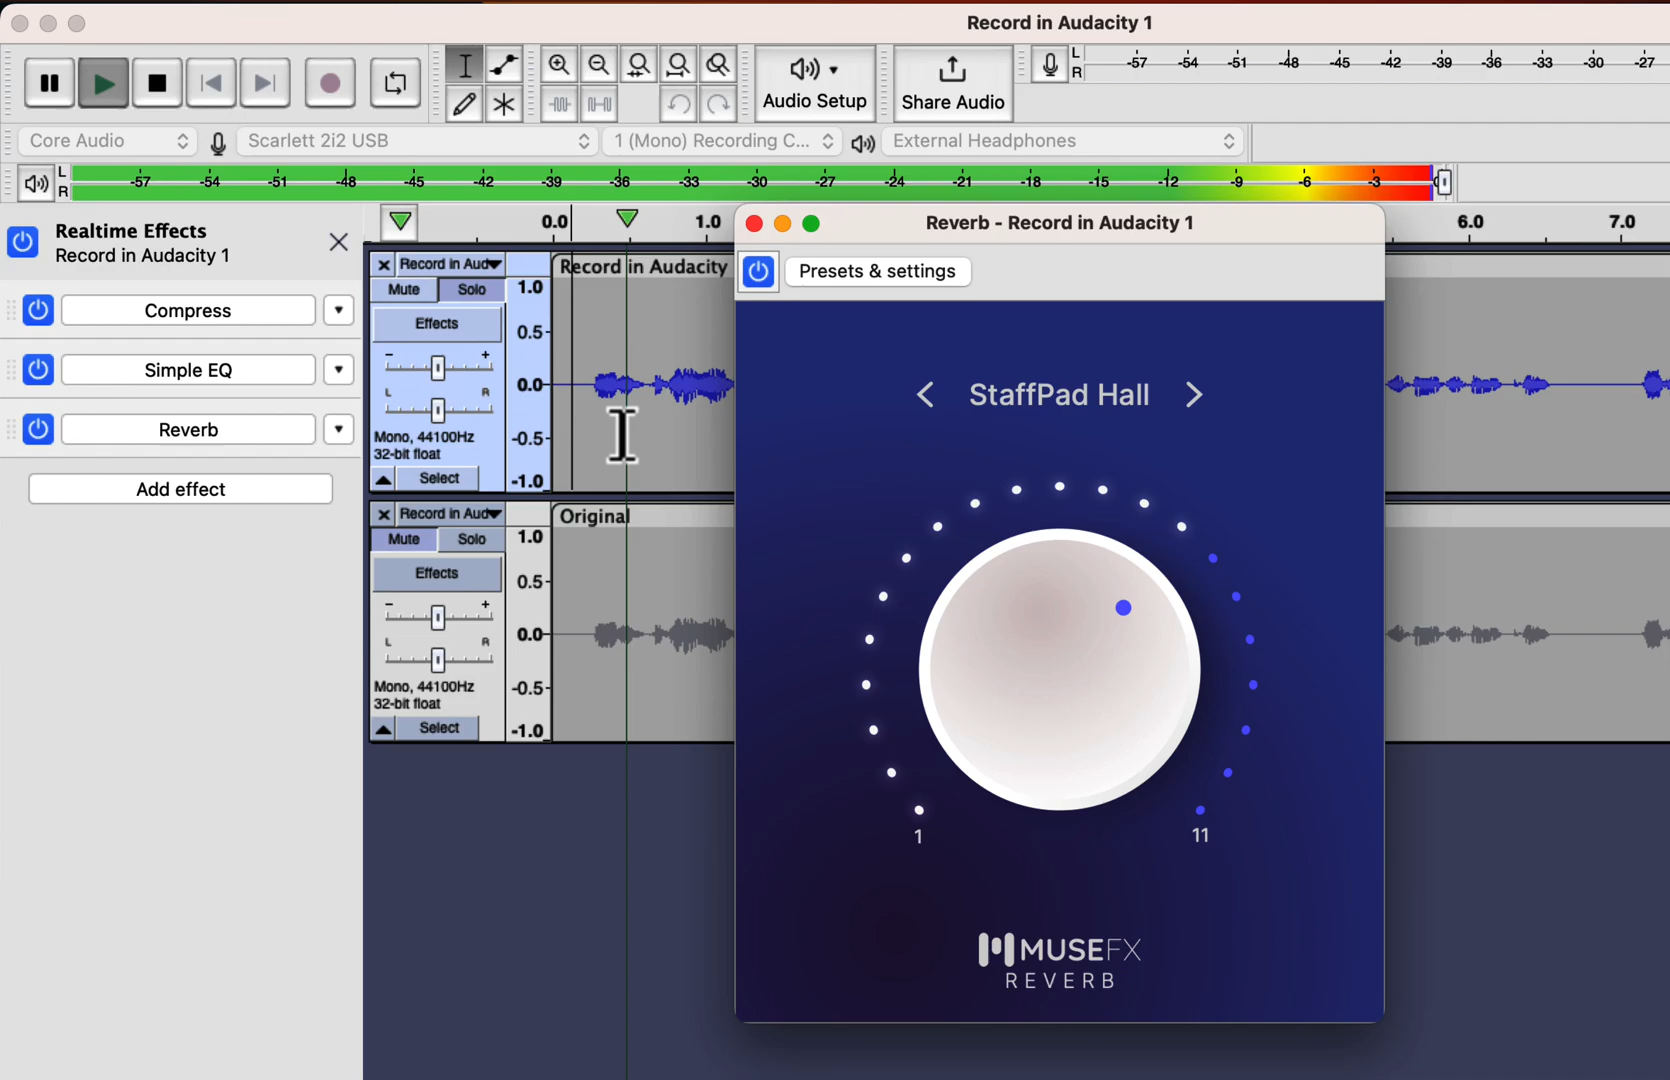 Record in Audacity 1
Audio Setup
Share Audio
L
R
-57 -54 -51 -48 -45 -42 -39 -36 -33 -30 -27
Core Audio
Scarlett 2i2 USB
1 (Mono) Recording C...
External Headphones
L
R
-57 -54 -51 -48 -45 -42 -39 -36 -33 -30 -27 -24 -21 -18 -15 -12 -9 -6 -3 0
Realtime Effects
Record in Audacity 1
Compress
Simple EQ
Reverb
Add effect
0.0 1.0 6.0 7.0
Record in Aud
Mute Solo
Effects
- +
L R
Mono, 44100Hz
32-bit float
Select
1.0
0.5
0.0
-0.5
-1.0
Record in Audacity
Record in Aud
Mute Solo
Effects
- +
L R
Mono, 44100Hz
32-bit float
Select
1.0
0.5
0.0
-0.5
-1.0
Original
Reverb - Record in Audacity 1
Presets & settings
< StaffPad Hall >
1
11
MUSEFX
REVERB